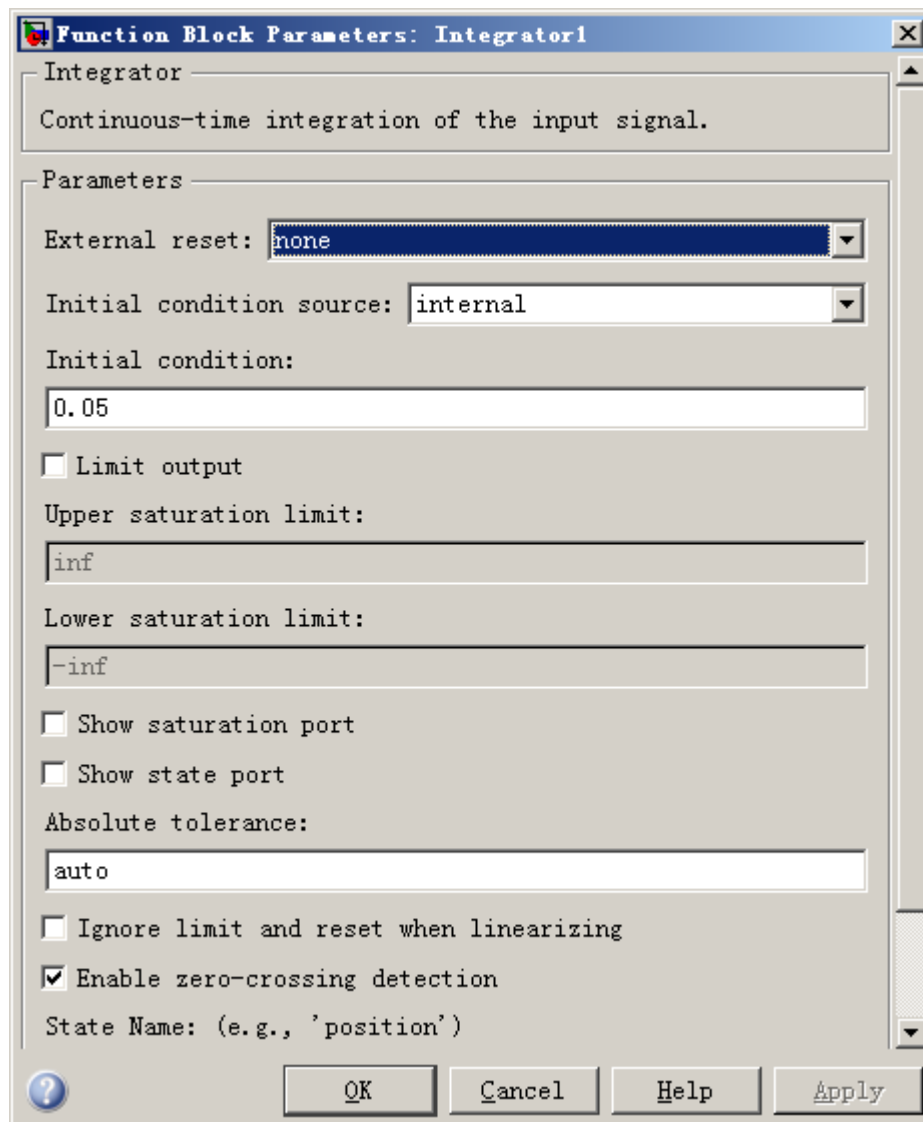 Function Block Parameters: Integrator1
Integrator
Continuous-time integration of the input signal.
Parameters
External reset: none
Initial condition source: internal
Initial condition:
0.05
Limit output
Upper saturation limit:
inf
Lower saturation limit:
-inf
Show saturation port
Show state port
Absolute tolerance:
auto
Ignore limit and reset when linearizing
Enable zero-crossing detection
State Name: (e.g., 'position')
OK Cancel Help Apply